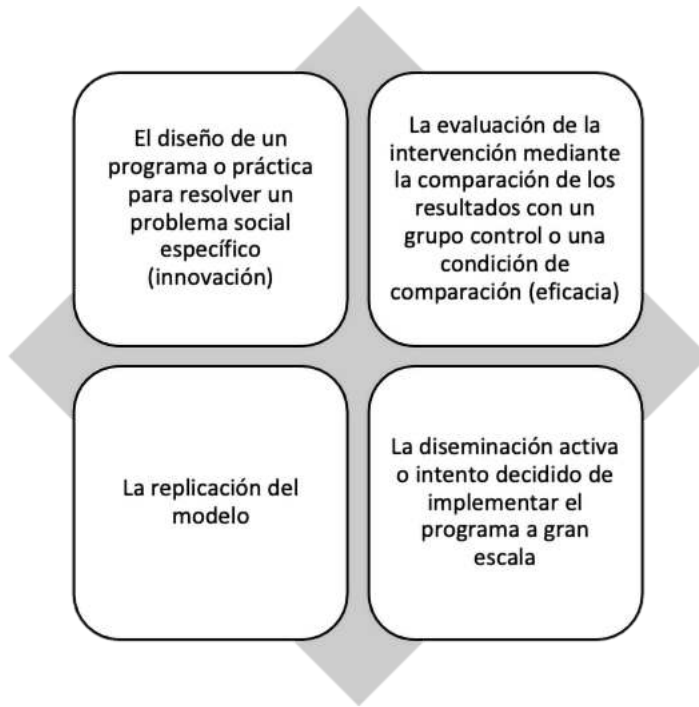 El diseño de un
programa o práctica
para resolver un
problema social
específico
(innovación)
La evaluación de la
intervención mediante
la comparación de los
resultados con un
grupo control o una
condición de
comparación (eficacia)
La replicación del
modelo
La diseminación activa
o intento decidido de
implementar el
programa a gran
escala